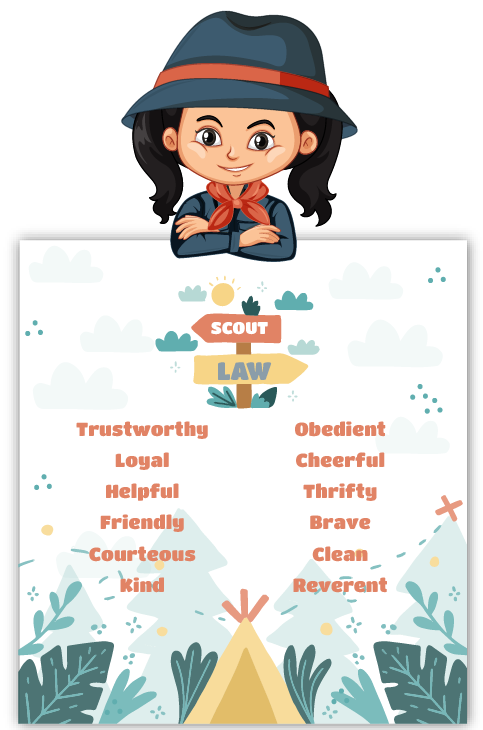 SCOUT
LAW
Trustworthy
Loyal
Helpful
Friendly
Courteous
Kind
Obedient
Cheerful
Thrifty
Brave
Clean
Reverent